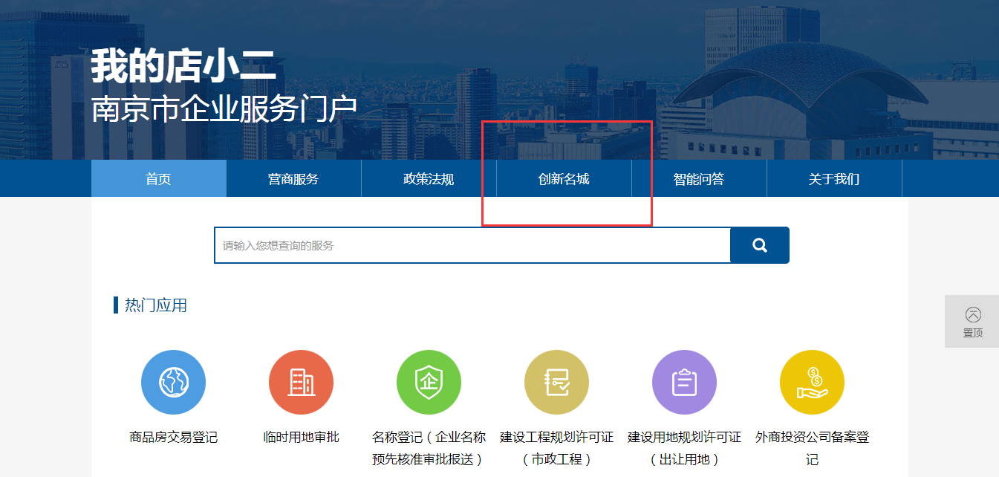 我的店小二
南京市企业服务门户
首页 营商服务 政策法规 创新名城 智能问答 关于我们
请输入您想查询的服务
热门应用
置顶
企
商品房交易登记
临时用地审批
名称登记（企业名称
预先核准审批报送）
建设工程规划许可证
（市政工程）
建设用地规划许可证
（出让用地）
外商投资公司备案登
记